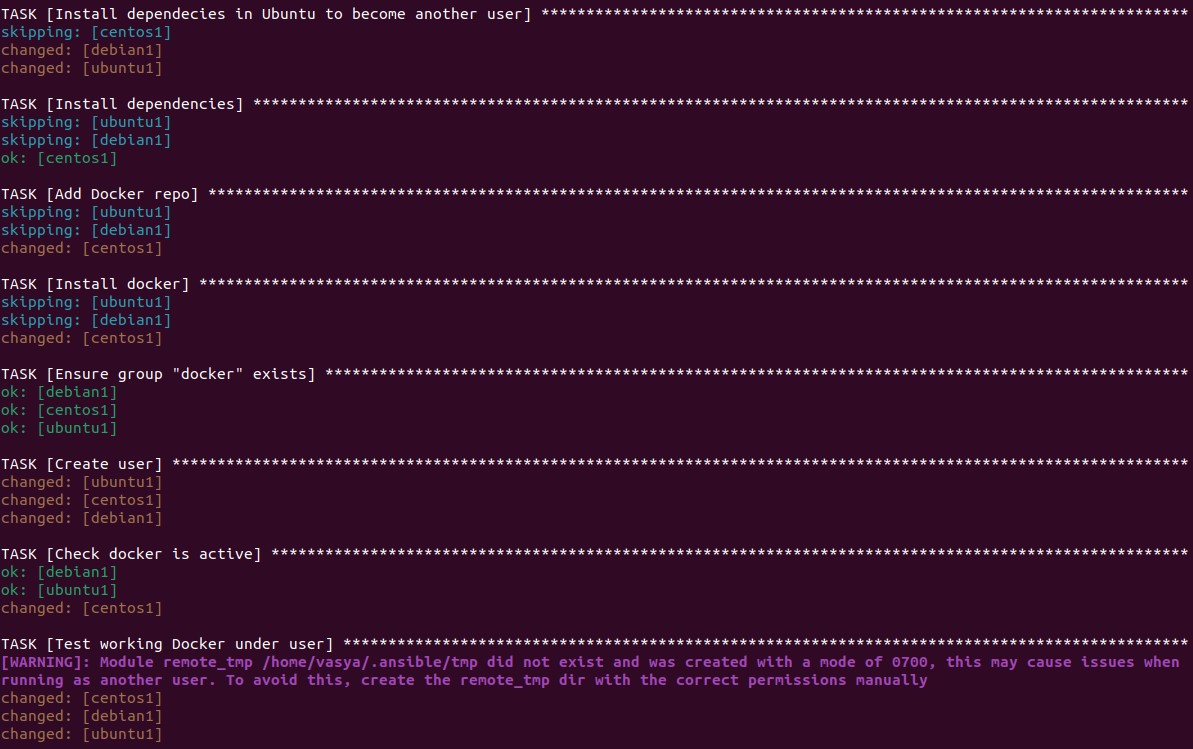 TASK [Install dependecies in Ubuntu to become another user] ************************************************************************
skipping: [centos1]
changed: [debian1]
changed: [ubuntu1]
TASK [Install dependencies] ********************************************************************************************************
skipping: [ubuntu1]
skipping: [debian1]
ok: [centos1]
TASK [Add Docker repo] *************************************************************************************************************
skipping: [ubuntu1]
skipping: [debian1]
changed: [centos1]
TASK [Install docker] **************************************************************************************************************
skipping: [ubuntu1]
skipping: [debian1]
changed: [centos1]
TASK [Ensure group "docker" exists] ************************************************************************************************
ok: [debian1]
ok: [centos1]
ok: [ubuntu1]
TASK [Create user] *****************************************************************************************************************
changed: [ubuntu1]
changed: [centos1]
changed: [debian1]
TASK [Check docker is active] ******************************************************************************************************
ok: [debian1]
ok: [ubuntu1]
changed: [centos1]
TASK [Test working Docker under user] **********************************************************************************************
[WARNING]: Module remote_tmp /home/vasya/.ansible/tmp did not exist and was created with a mode of 0700, this may cause issues when
running as another user. To avoid this, create the remote_tmp dir with the correct permissions manually
changed: [centos1]
changed: [debian1]
changed: [ubuntu1]